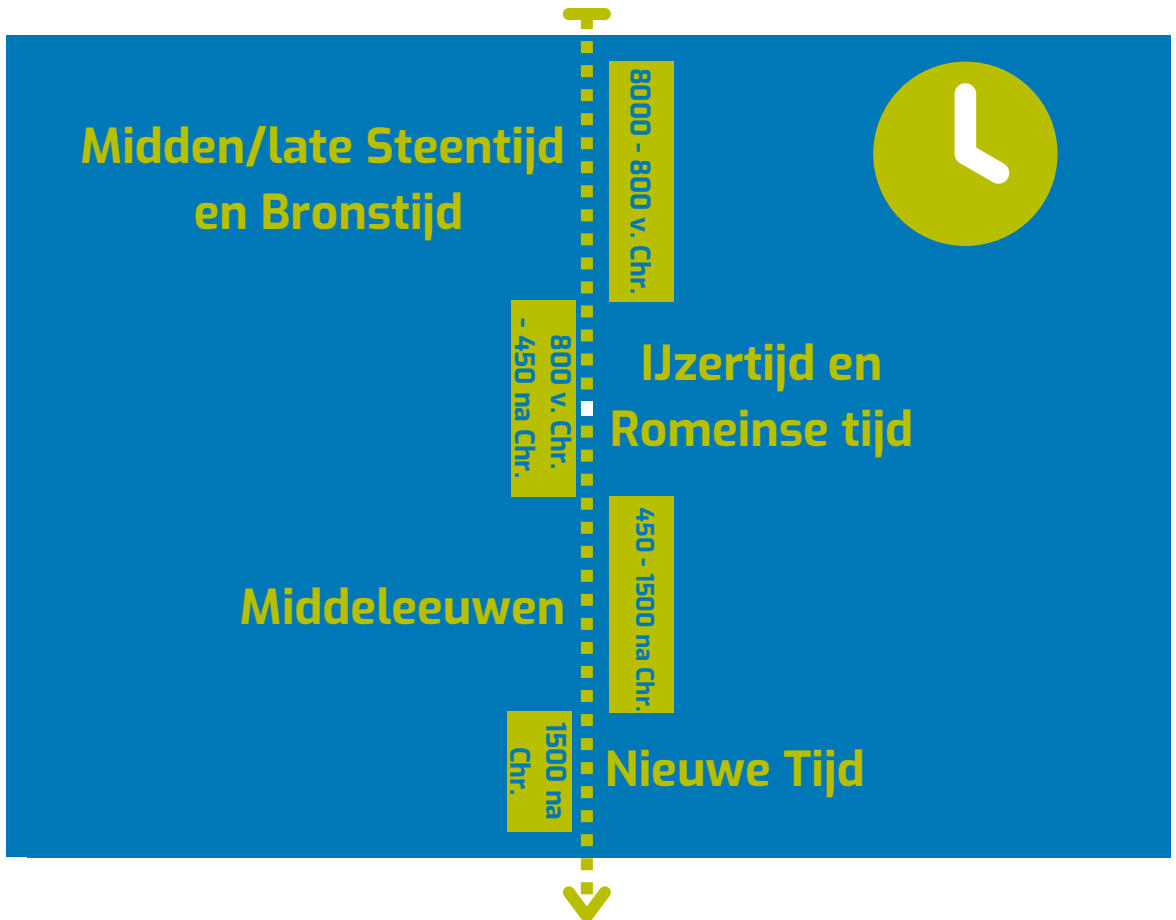 Midden/late Steentijd
en Bronstijd
8000 - 800 v. Chr.
800 v. Chr.
- 450 na Chr.
IJzertijd en
Romeinse tijd
Middeleeuwen
450 - 1500 na Chr.
1500 na
Chr.
Nieuwe Tijd